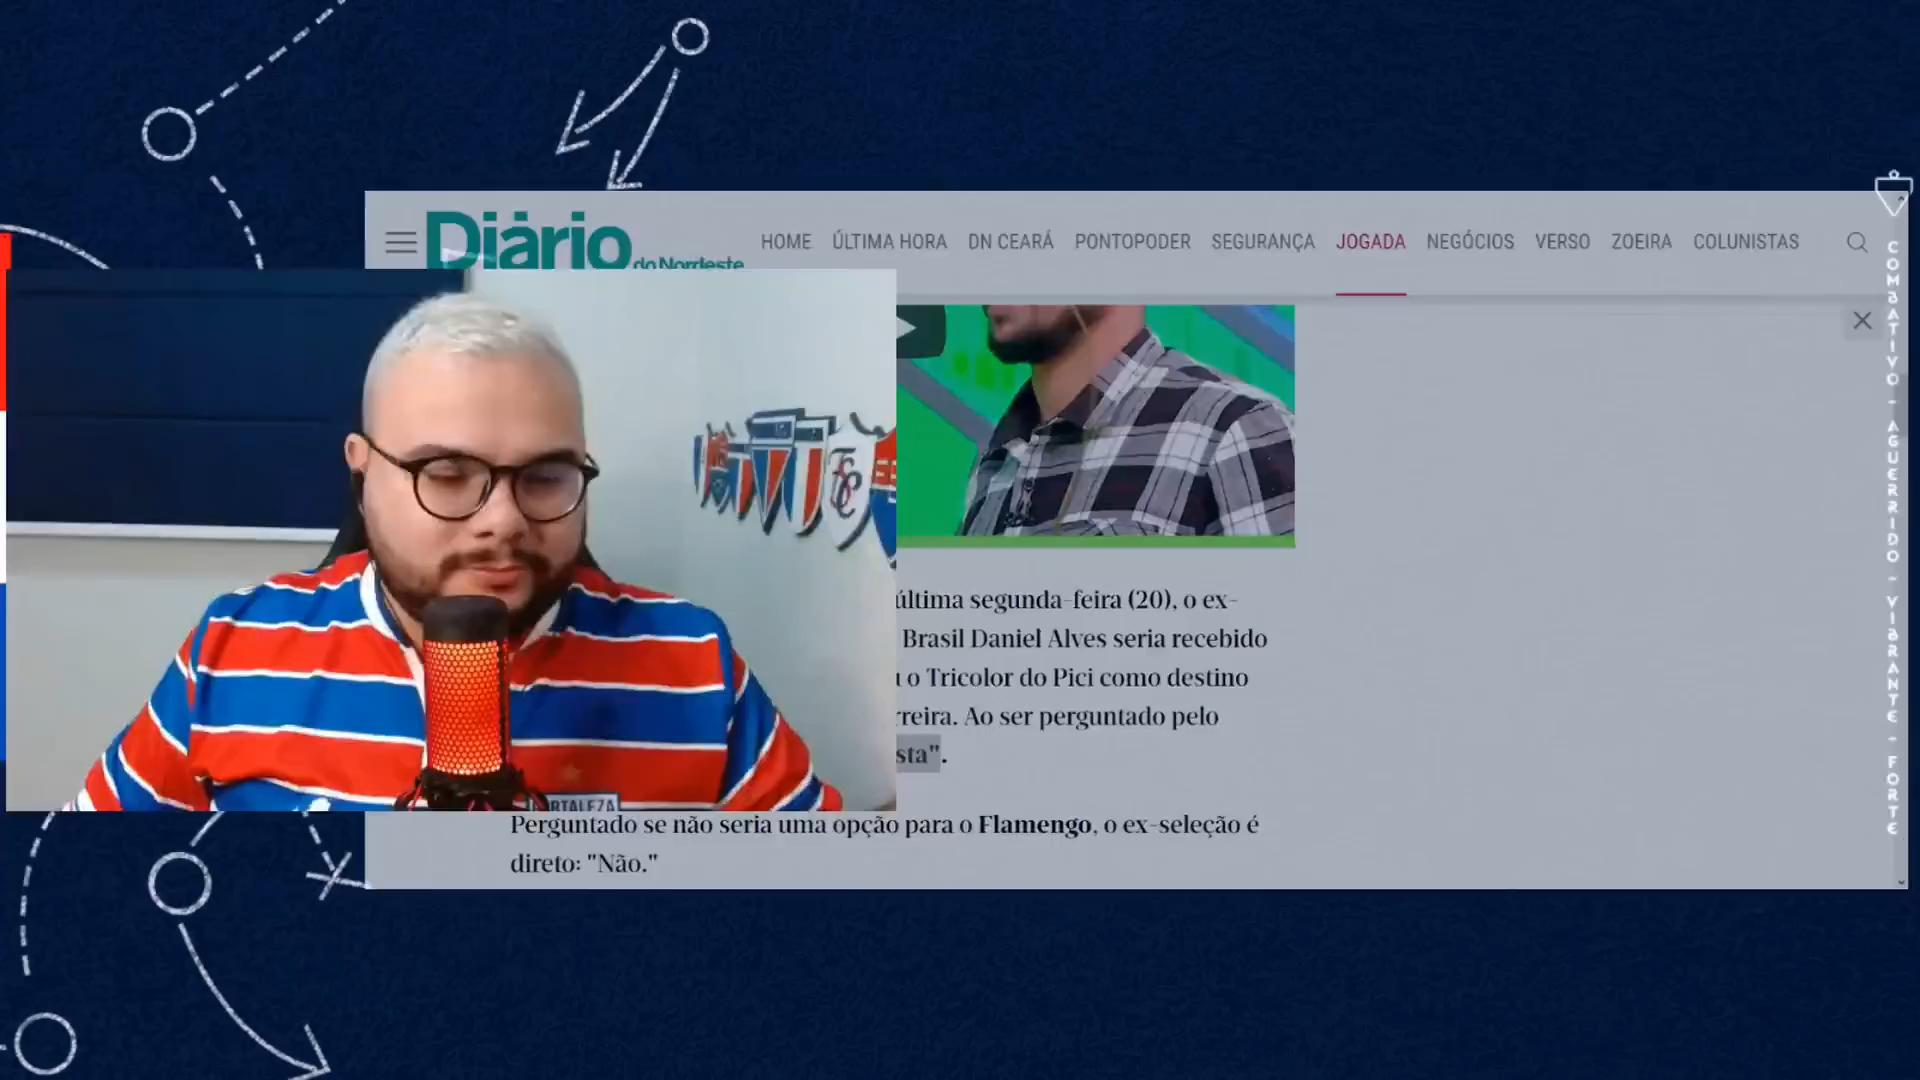 Diário
do Nordeste
HOME ÚLTIMA HORA DN CEARÁ PONTOPODER SEGURANÇA JOGADA NEGÓCIOS VERSO ZOEIRA COLUNISTAS
última segunda-feira (20), o ex-
Brasil Daniel Alves seria recebido
o Tricolor do Pici como destino
rreira. Ao ser perguntado pelo
sta".
Perguntado se não seria uma opção para o Flamengo, o ex-seleção é
direto: "Não."
COMBATIVO - AGUERRIDO - VIBRANTE - FORTE
FORTALEZA